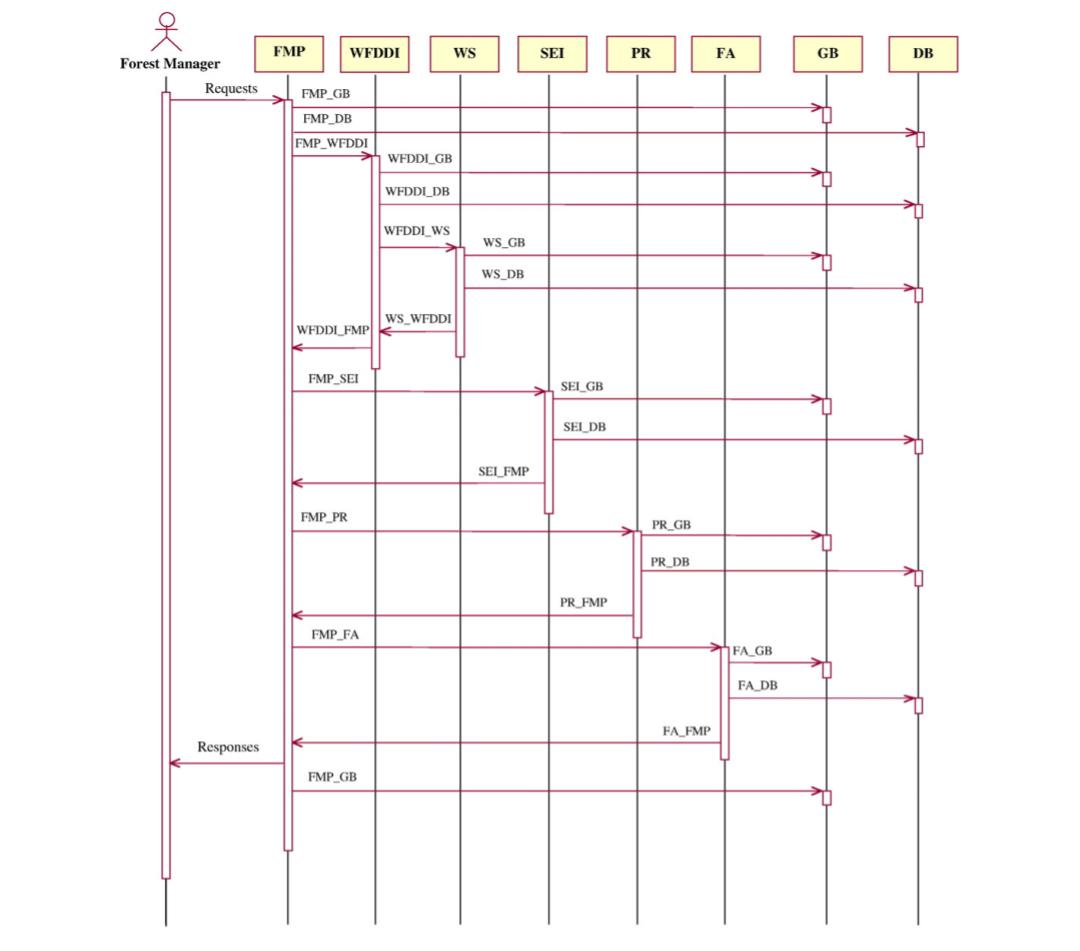 Forest Manager
FMP
WFDDI
WS
SEI
PR
FA
GB
DB
Requests
FMP_GB
FMP_DB
FMP_WFDDI
WFDDI_GB
WFDDI_DB
WFDDI_WS
WS_GB
WS_DB
WS_WFDDI
WFDDI_FMP
FMP_SEI
SEI_GB
SEI_DB
SEI_FMP
FMP_PR
PR_GB
PR_DB
PR_FMP
FMP_FA
FA_GB
FA_DB
FA_FMP
Responses
FMP_GB